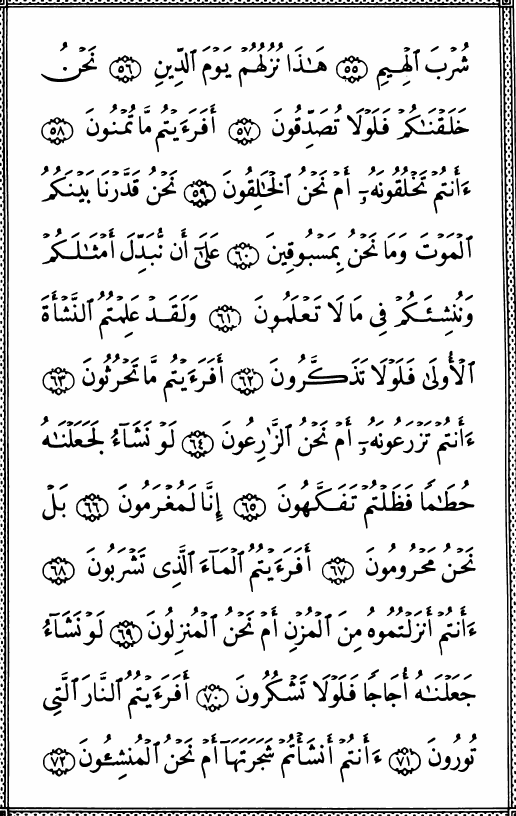 شُرْبَ ٱلْهِيمِ ۝٥٥ هَـٰذَا نُزُلُهُمْ يَوْمَ ٱلدِّينِ ۝٥٦ نَحْنُ
خَلَقْنَـٰكُمْ فَلَوْلَا تُصَدِّقُونَ ۝٥٧ أَفَرَءَيْتُم مَّا تُمْنُونَ ۝٥٨
ءَأَنتُمْ تَخْلُقُونَهُۥٓ أَمْ نَحْنُ ٱلْخَـٰلِقُونَ ۝٥٩ نَحْنُ قَدَّرْنَا بَيْنَكُمُ
ٱلْمَوْتَ وَمَا نَحْنُ بِمَسْبُوقِينَ ۝٦٠ عَلَىٰٓ أَن نُّبَدِّلَ أَمْثَـٰلَكُمْ
وَنُنشِئَكُمْ فِى مَا لَا تَعْلَمُونَ ۝٦١ وَلَقَدْ عَلِمْتُمُ ٱلنَّشْأَةَ
ٱلْأُولَىٰ فَلَوْلَا تَذَكَّرُونَ ۝٦٢ أَفَرَءَيْتُم مَّا تَحْرُثُونَ ۝٦٣
ءَأَنتُمْ تَزْرَعُونَهُۥٓ أَمْ نَحْنُ ٱلزَّٰرِعُونَ ۝٦٤ لَوْ نَشَآءُ لَجَعَلْنَـٰهُ
حُطَـٰمًا فَظَلْتُمْ تَفَكَّهُونَ ۝٦٥ إِنَّا لَمُغْرَمُونَ ۝٦٦ بَلْ
نَحْنُ مَحْرُومُونَ ۝٦٧ أَفَرَءَيْتُمُ ٱلْمَآءَ ٱلَّذِى تَشْرَبُونَ ۝٦٨
ءَأَنتُمْ أَنزَلْتُمُوهُ مِنَ ٱلْمُزْنِ أَمْ نَحْنُ ٱلْمُنزِلُونَ ۝٦٩ لَوْ نَشَآءُ
جَعَلْنَـٰهُ أُجَاجًا فَلَوْلَا تَشْكُرُونَ ۝٧٠ أَفَرَءَيْتُمُ ٱلنَّارَ ٱلَّتِى
تُورُونَ ۝٧١ ءَأَنتُمْ أَنشَأْتُمْ شَجَرَتَهَآ أَمْ نَحْنُ ٱلْمُنشِـُٔونَ ۝٧٢